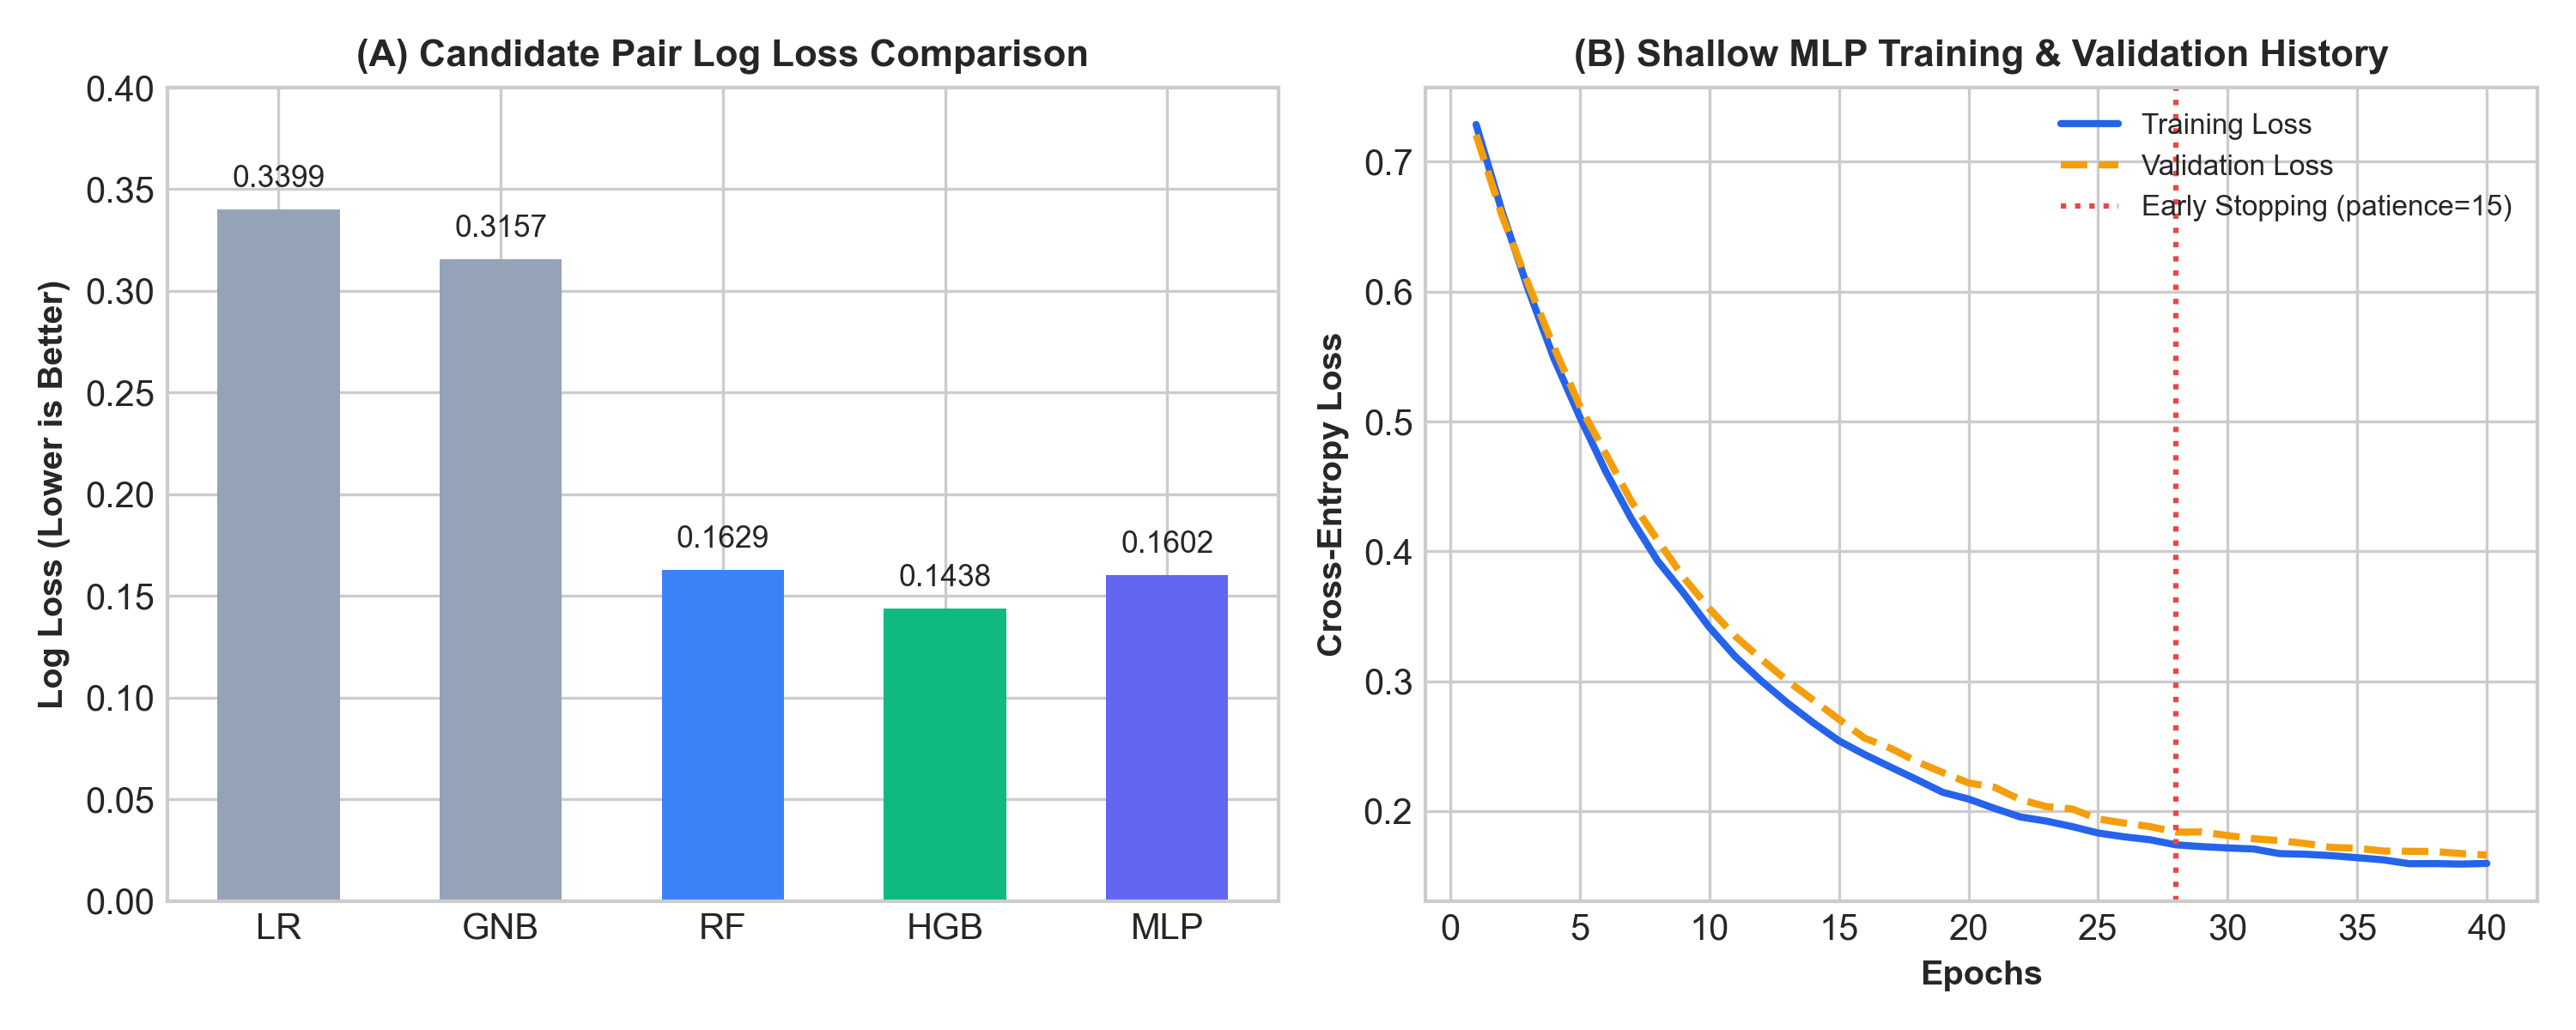 (A) Candidate Pair Log Loss Comparison
Log Loss (Lower is Better)
0.40
0.35
0.30
0.25
0.20
0.15
0.10
0.05
0.00
0.3399
0.3157
0.1629
0.1438
0.1602
LR GNB RF HGB MLP
(B) Shallow MLP Training & Validation History
Cross-Entropy Loss
0.7
0.6
0.5
0.4
0.3
0.2
Training Loss
Validation Loss
Early Stopping (patience=15)
0 5 10 15 20 25 30 35 40
Epochs